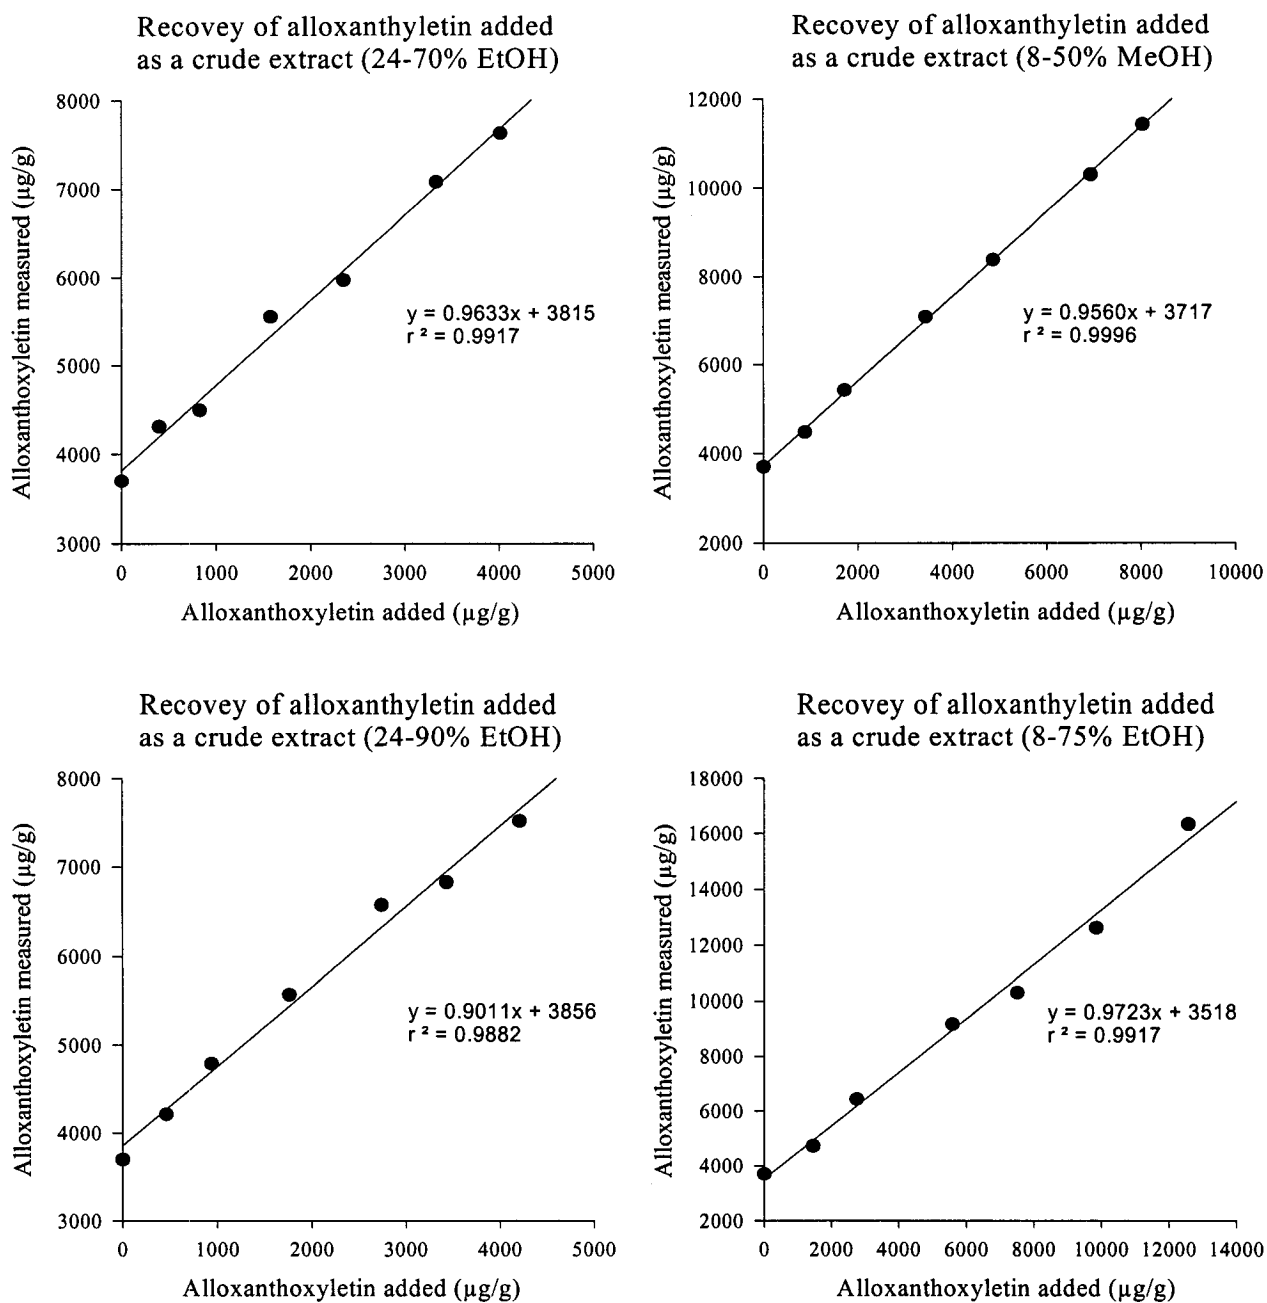 Recovey of alloxanthyletin added
as a crude extract (24-70% EtOH)
8000
7000
6000
5000
4000
3000
Alloxanthoxyletin measured (µg/g)
y = 0.9633x + 3815
r ² = 0.9917
0 1000 2000 3000 4000 5000
Alloxanthoxyletin added (µg/g)
Recovey of alloxanthyletin added
as a crude extract (8-50% MeOH)
12000
10000
8000
6000
4000
2000
Alloxanthoxyletin measured (µg/g)
y = 0.9560x + 3717
r ² = 0.9996
0 2000 4000 6000 8000 10000
Alloxanthoxyletin added (µg/g)
Recovey of alloxanthyletin added
as a crude extract (24-90% EtOH)
8000
7000
6000
5000
4000
3000
Alloxanthoxyletin measured (µg/g)
y = 0.9011x + 3856
r ² = 0.9882
0 1000 2000 3000 4000 5000
Alloxanthoxyletin added (µg/g)
Recovey of alloxanthyletin added
as a crude extract (8-75% EtOH)
18000
16000
14000
12000
10000
8000
6000
4000
2000
Alloxanthoxyletin measured (µg/g)
y = 0.9723x + 3518
r ² = 0.9917
0 2000 4000 6000 8000 10000 12000 14000
Alloxanthoxyletin added (µg/g)